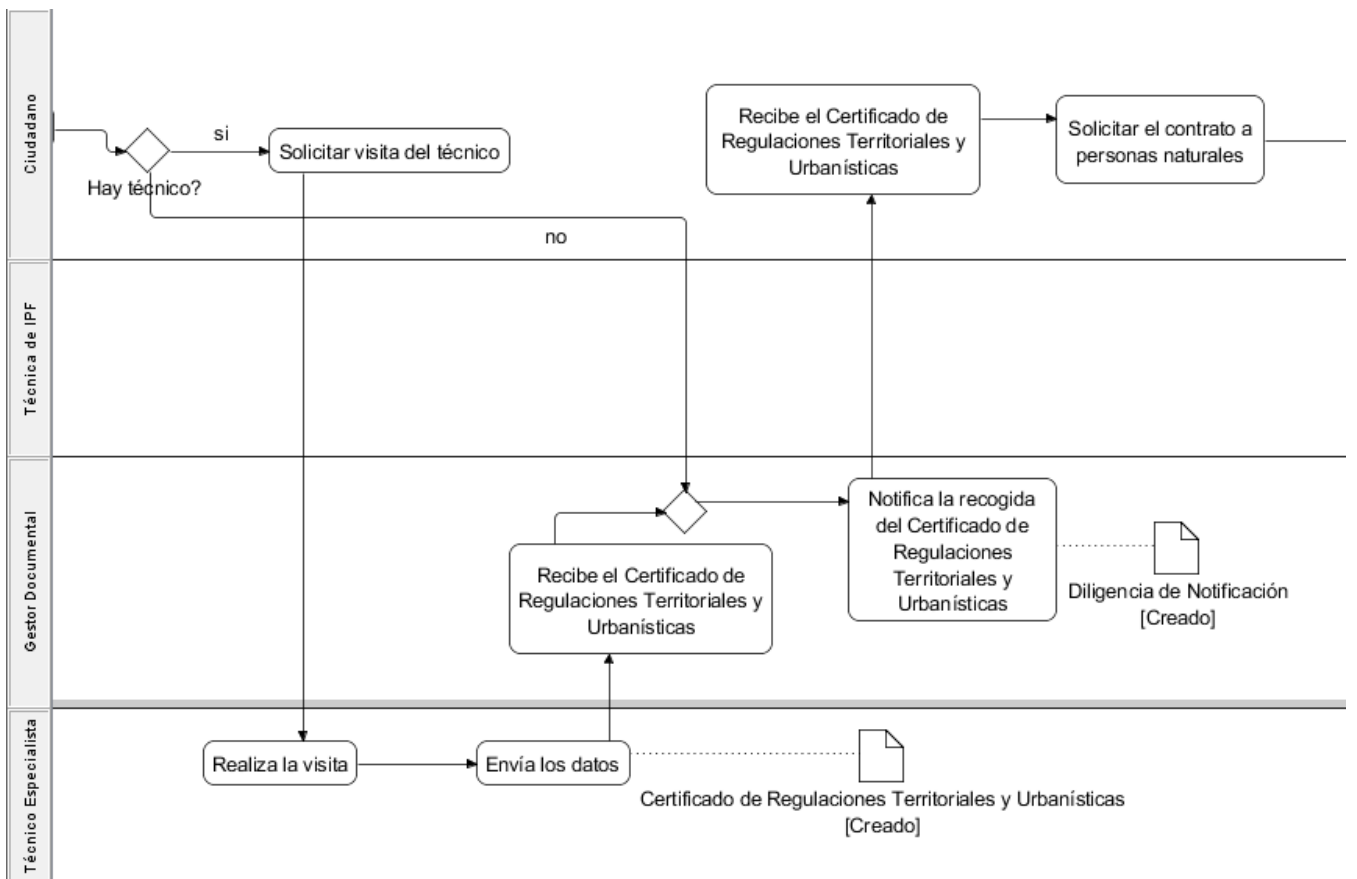 Ciudadano
si
Solicitar visita del técnico
Hay técnico?
no
Recibe el Certificado de
Regulaciones Territoriales y
Urbanísticas
Solicitar el contrato a
personas naturales
Técnica de IPF
Gestor Documental
Recibe el Certificado de
Regulaciones Territoriales y
Urbanísticas
Notifica la recogida
del Certificado de
Regulaciones
Territoriales y
Urbanísticas
Diligencia de Notificación
[Creado]
Técnico Especialista
Realiza la visita
Envía los datos
Certificado de Regulaciones Territoriales y Urbanísticas
[Creado]